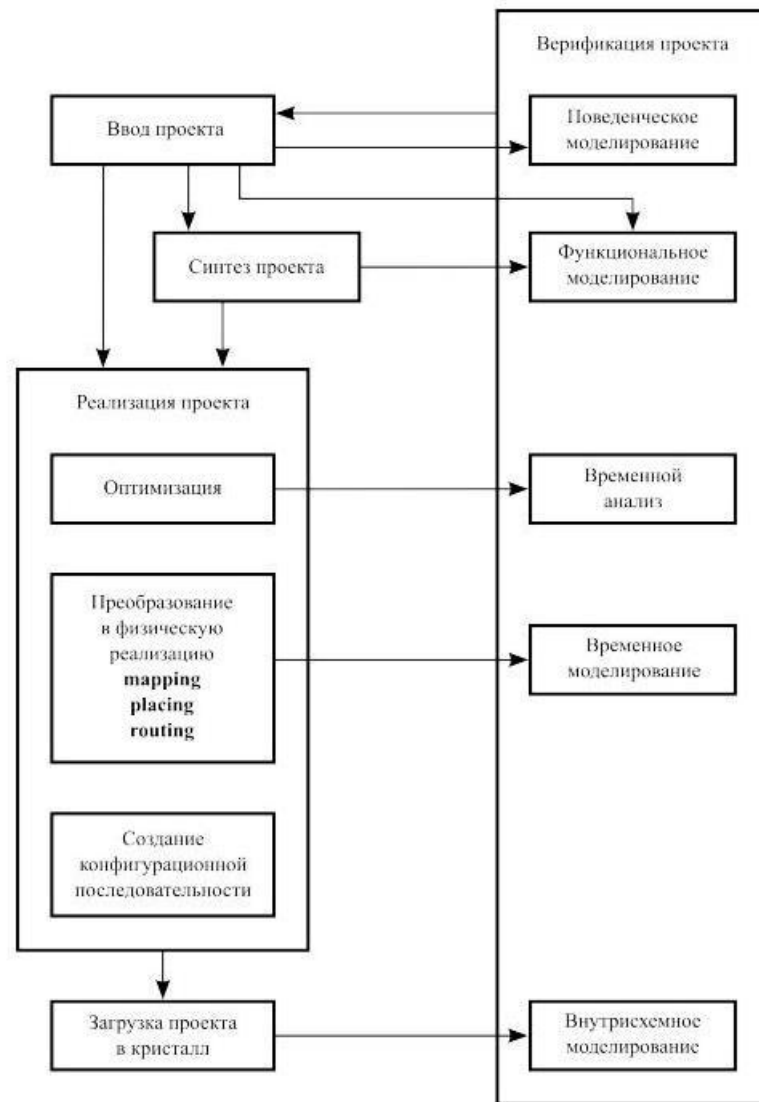 Верификация проекта
Ввод проекта
Поведенческое
моделирование
Синтез проекта
Функциональное
моделирование
Реализация проекта
Оптимизация
Временной
анализ
Преобразование
в физическую
реализацию
mapping
placing
routing
Временное
моделирование
Создание
конфигурационной
последовательности
Загрузка проекта
в кристалл
Внутрисхемное
моделирование